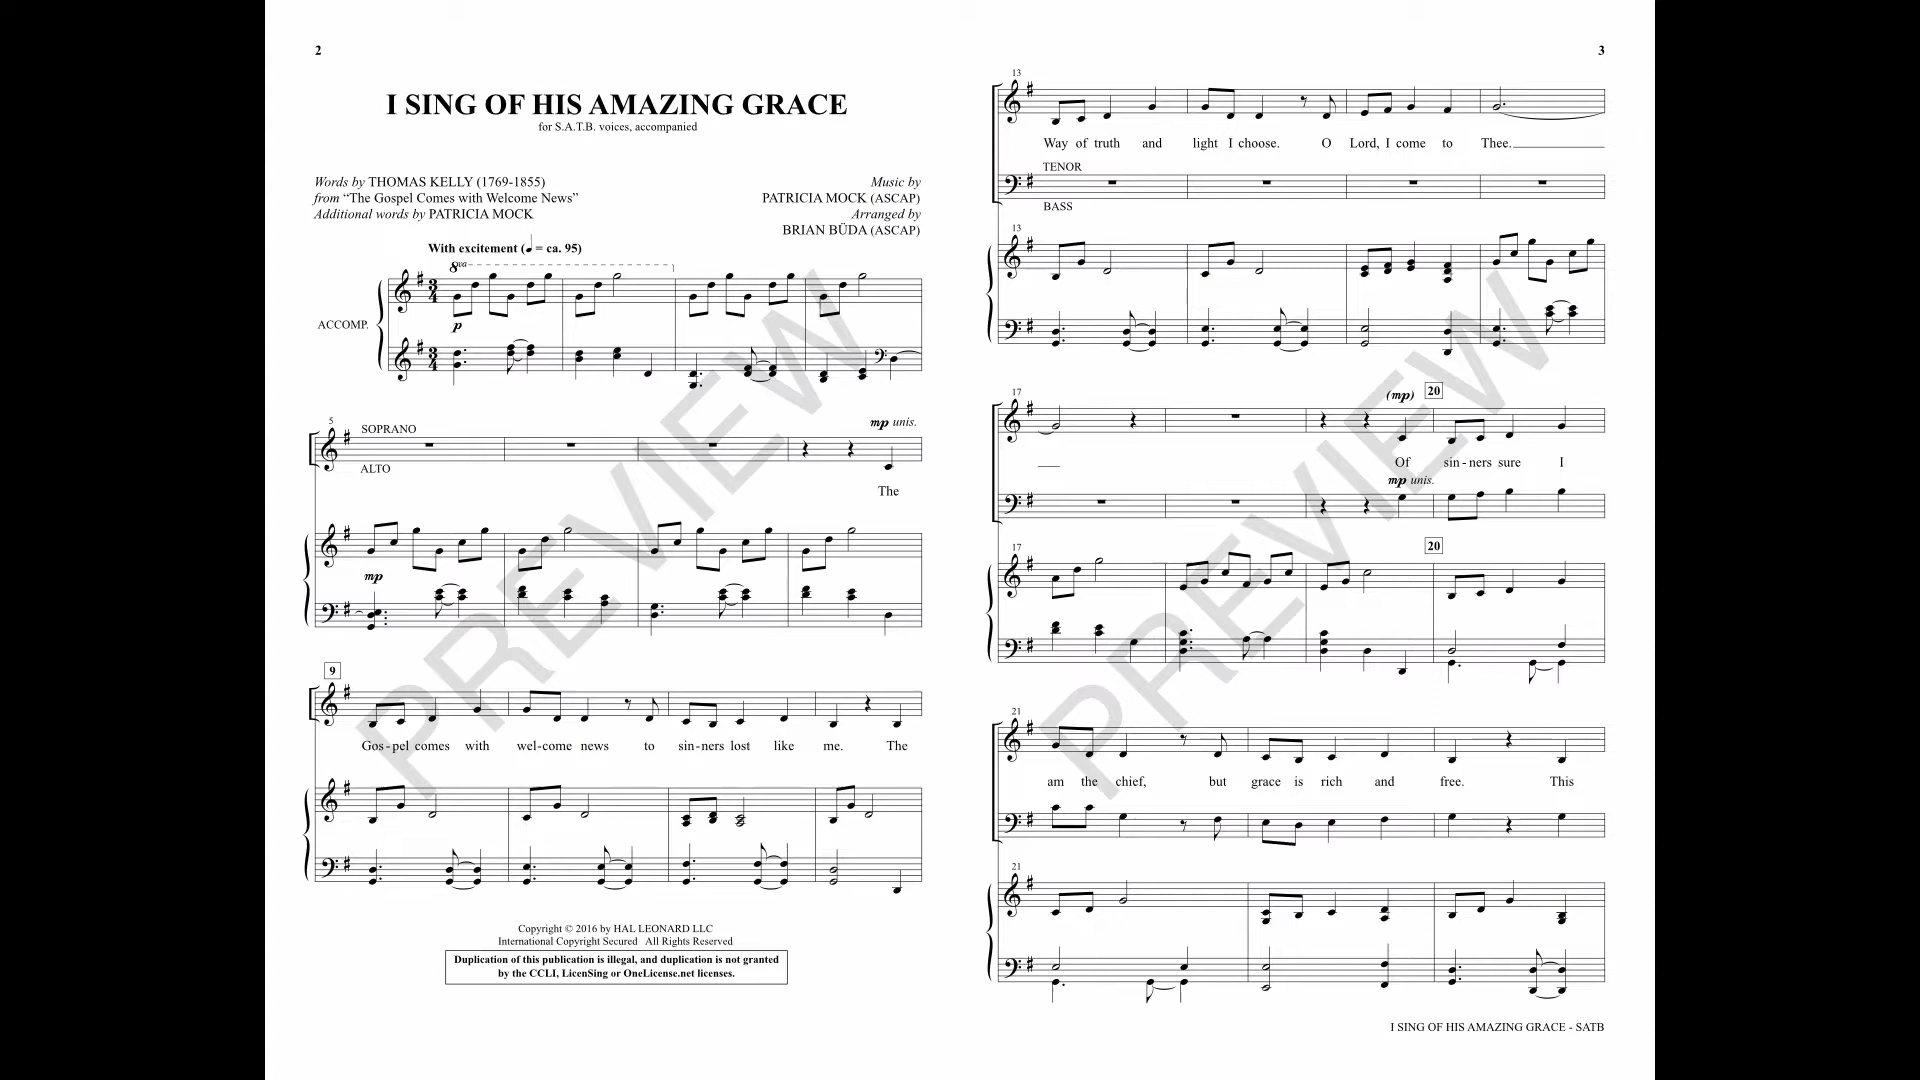 2
I SING OF HIS AMAZING GRACE
for S.A.T.B. voices, accompanied
Words by THOMAS KELLY (1769-1855)
from “The Gospel Comes with Welcome News”
Additional words by PATRICIA MOCK
Music by
PATRICIA MOCK (ASCAP)
Arranged by
BRIAN BÜDA (ASCAP)
With excitement (♩ = ca. 95)
8va
3
4
ACCOMP.
p
3
4
5
SOPRANO
mp unis.
ALTO
The
mp
9
Gos - pel comes with wel - come news to sin - ners lost like me. The
Copyright © 2016 by HAL LEONARD LLC
International Copyright Secured All Rights Reserved
Duplication of this publication is illegal, and duplication is not granted
by the CCLI, LicenSing or OneLicense.net licenses.
PREVIEW
3
13
Way of truth and light I choose. O Lord, I come to Thee.
TENOR
BASS
13
17
(mp) 20
Of sin - ners sure I
mp unis.
17
20
21
am the chief, but grace is rich and free. This
21
I SING OF HIS AMAZING GRACE - SATB
PREVIEW